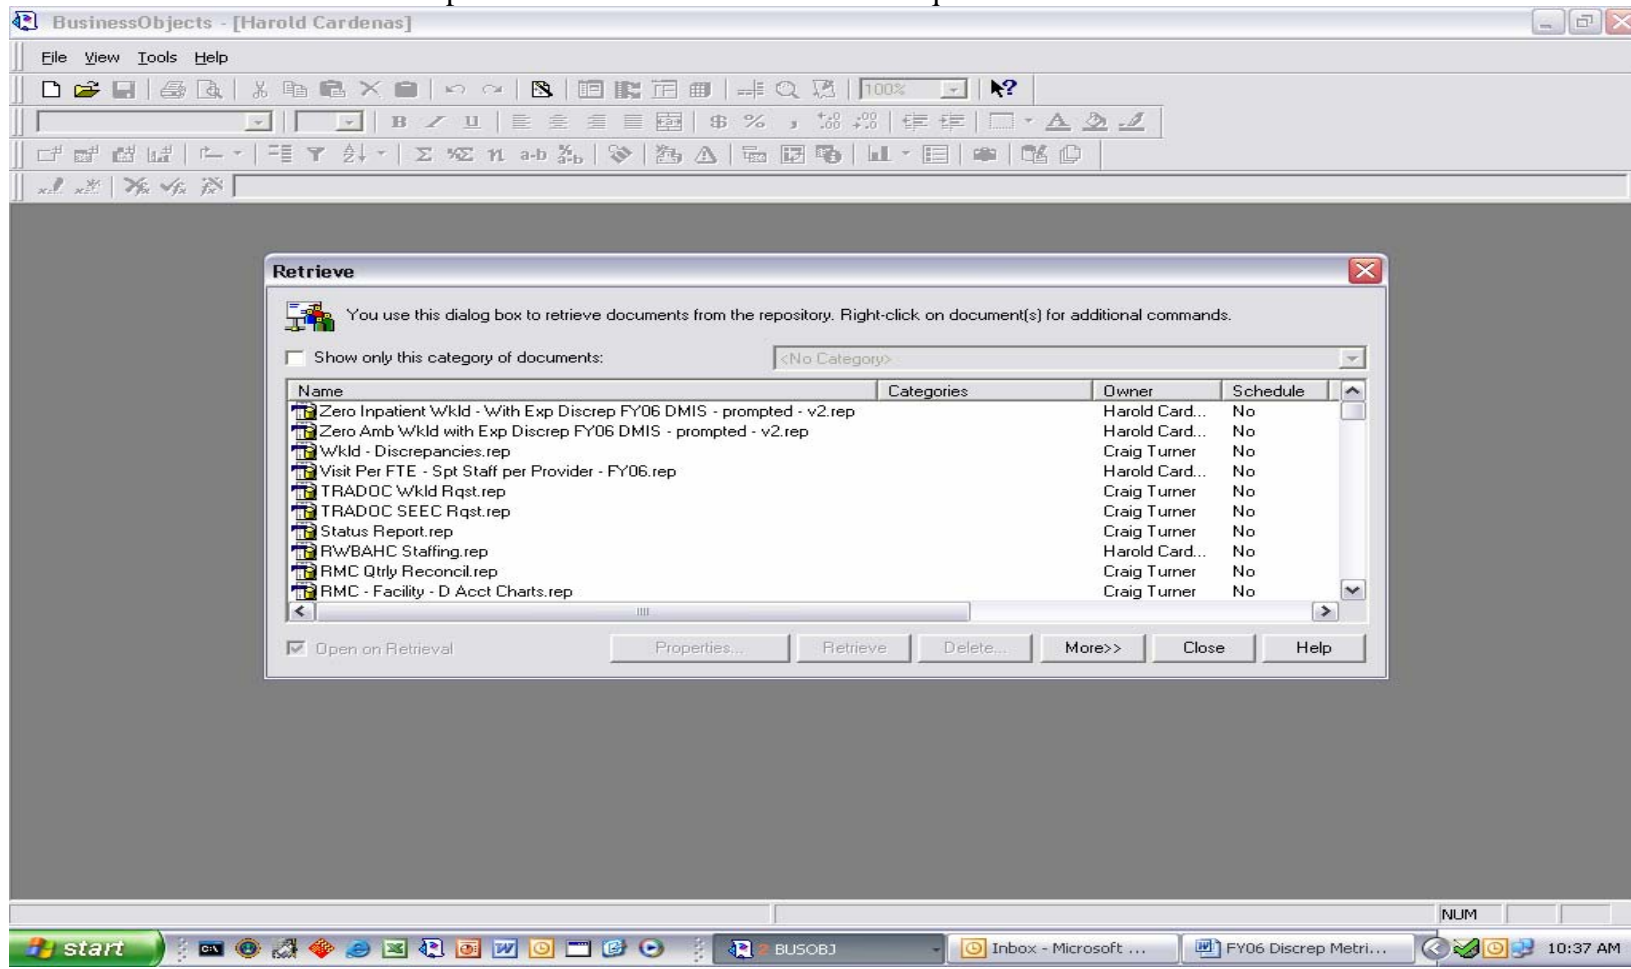 BusinessObjects - [Harold Cardenas]
File View Tools Help
100%
B U $ % ,
Σ a-b
Retrieve
You use this dialog box to retrieve documents from the repository. Right-click on document(s) for additional commands.
Show only this category of documents: <No Category>
Name Categories Owner Schedule
Zero Inpatient Wkld - With Exp Discrep FY06 DMIS - prompted - v2.rep Harold Card... No
Zero Amb Wkld with Exp Discrep FY06 DMIS - prompted - v2.rep Harold Card... No
Wkld - Discrepancies.rep Craig Turner No
Visit Per FTE - Spt Staff per Provider - FY06.rep Harold Card... No
TRADOC Wkld Rqst.rep Craig Turner No
TRADOC SEEC Rqst.rep Craig Turner No
Status Report.rep Craig Turner No
RWBAHC Staffing.rep Harold Card... No
RMC Qtrly Reconcil.rep Craig Turner No
RMC - Facility - D Acct Charts.rep Craig Turner No
Open on Retrieval Properties... Retrieve Delete... More>> Close Help
NUM
start 2 BUSOBJ Inbox - Microsoft ... FY06 Discrep Metri... 10:37 AM